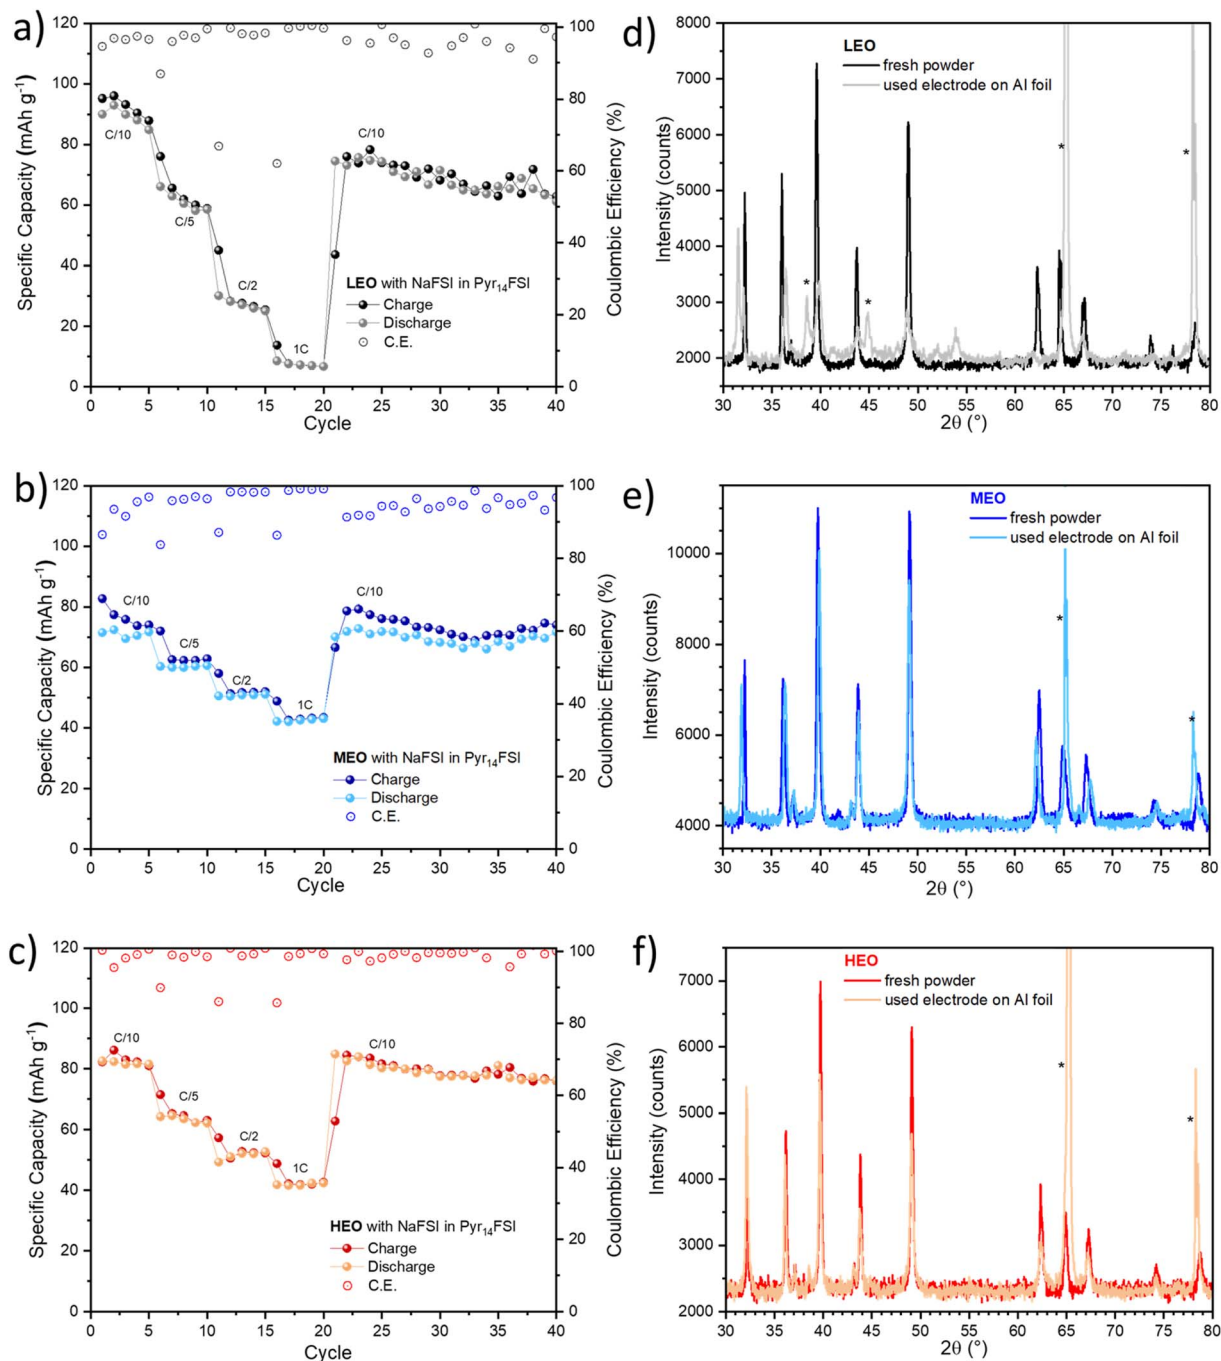 a)
120
100
80
60
40
20
0
Specific Capacity (mAh g⁻¹)
C/10
C/5
C/2
1C
C/10
LEO with NaFSI in Pyr₁₄FSI
Charge
Discharge
C.E.
100
80
60
40
20
0
Coulombic Efficiency (%)
0 5 10 15 20 25 30 35 40
Cycle
d)
8000
7000
6000
5000
4000
3000
2000
Intensity (counts)
LEO
fresh powder
used electrode on Al foil
*
*
*
*
30 35 40 45 50 55 60 65 70 75 80
2θ (°)
b)
120
100
80
60
40
20
0
Specific Capacity (mAh g⁻¹)
C/10
C/5
C/2
1C
C/10
MEO with NaFSI in Pyr₁₄FSI
Charge
Discharge
C.E.
100
80
60
40
20
0
Coulombic Efficiency (%)
0 5 10 15 20 25 30 35 40
Cycle
e)
10000
8000
6000
4000
Intensity (counts)
MEO
fresh powder
used electrode on Al foil
*
*
30 35 40 45 50 55 60 65 70 75 80
2θ (°)
c)
120
100
80
60
40
20
0
Specific Capacity (mAh g⁻¹)
C/10
C/5
C/2
1C
C/10
HEO with NaFSI in Pyr₁₄FSI
Charge
Discharge
C.E.
100
80
60
40
20
0
Coulombic Efficiency (%)
0 5 10 15 20 25 30 35 40
Cycle
f)
7000
6000
5000
4000
3000
2000
Intensity (counts)
HEO
fresh powder
used electrode on Al foil
*
*
30 35 40 45 50 55 60 65 70 75 80
2θ (°)